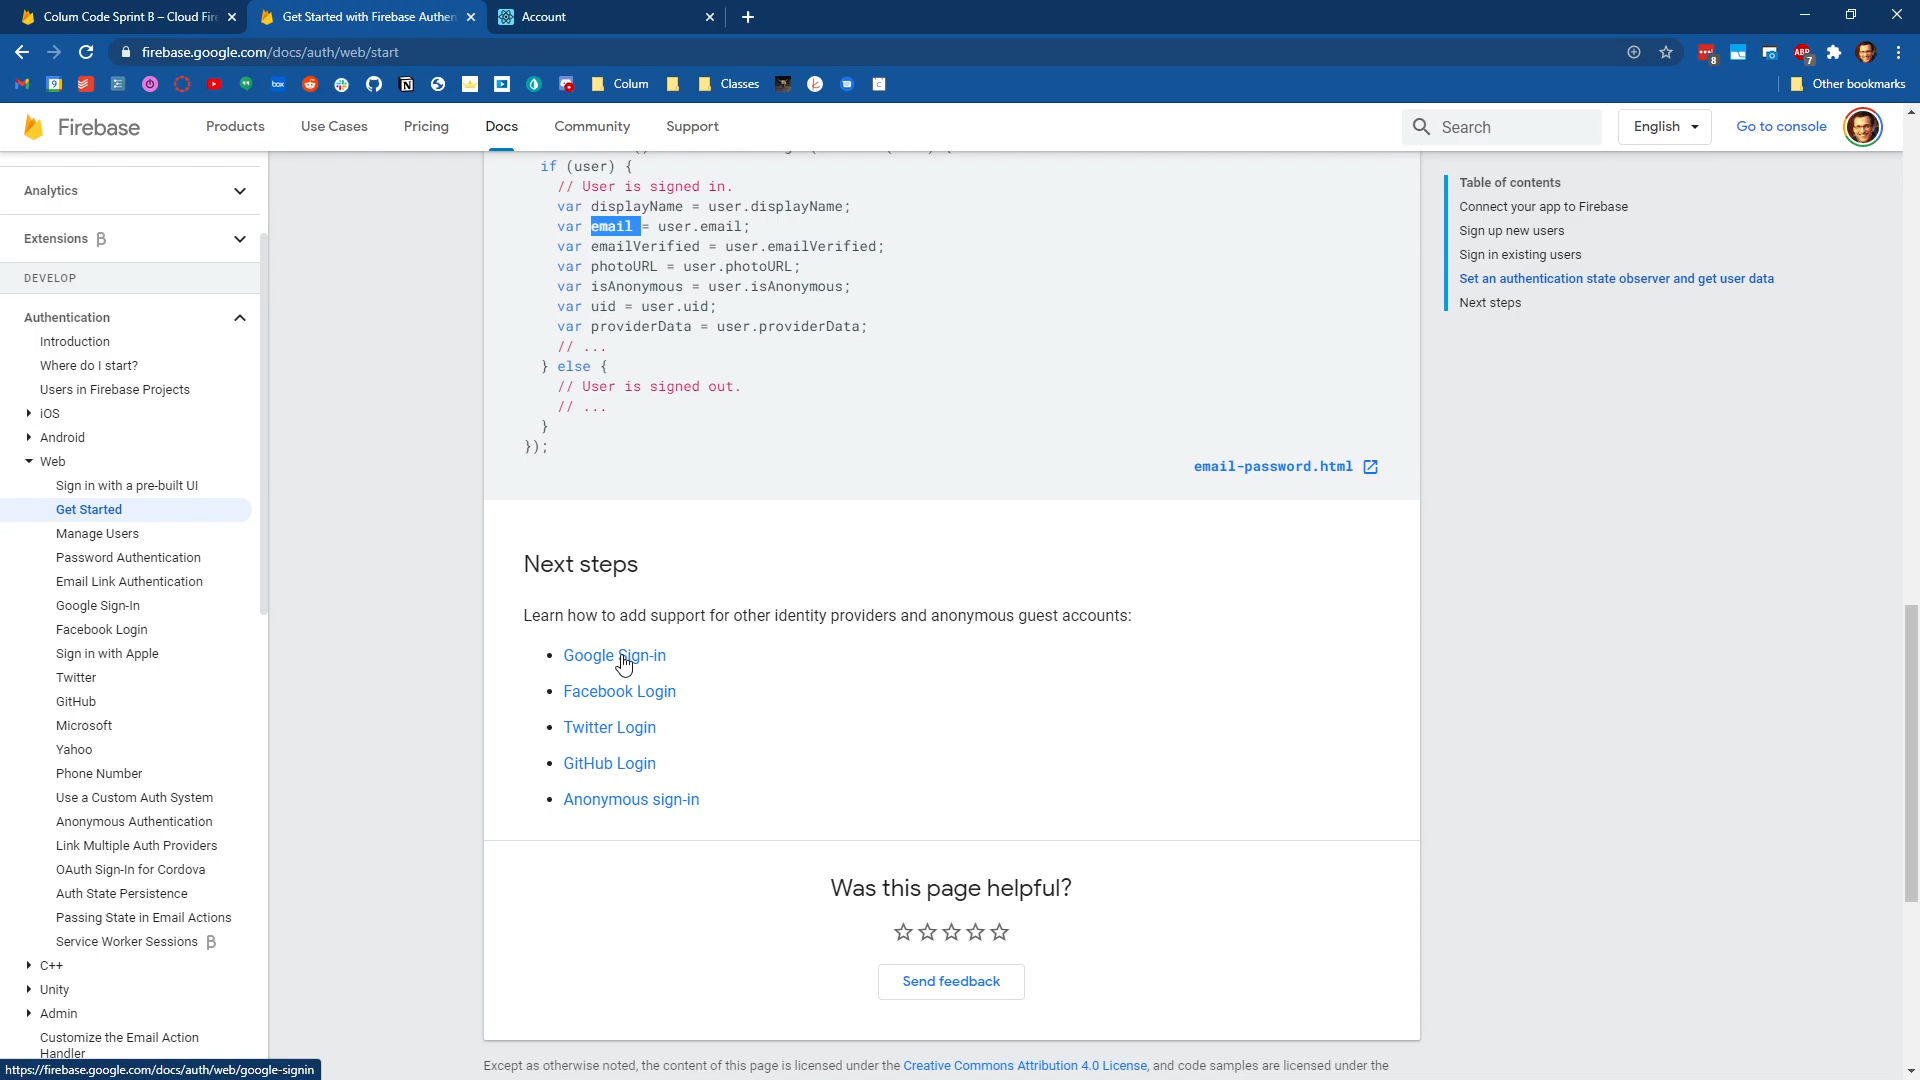 Colum Code Sprint B – Cloud Fir
Get Started with Firebase Authen
Account
firebase.google.com/docs/auth/web/start
8
7
Colum
Classes
Other bookmarks
Firebase
Products
Use Cases
Pricing
Docs
Community
Support
Search
English
Go to console
Analytics
Extensions β
DEVELOP
Authentication
Introduction
Where do I start?
Users in Firebase Projects
iOS
Android
Web
Sign in with a pre-built UI
Get Started
Manage Users
Password Authentication
Email Link Authentication
Google Sign-In
Facebook Login
Sign in with Apple
Twitter
GitHub
Microsoft
Yahoo
Phone Number
Use a Custom Auth System
Anonymous Authentication
Link Multiple Auth Providers
OAuth Sign-In for Cordova
Auth State Persistence
Passing State in Email Actions
Service Worker Sessions β
C++
Unity
Admin
Customize the Email Action
Handler
if (user) {
// User is signed in.
var displayName = user.displayName;
var email = user.email;
var emailVerified = user.emailVerified;
var photoURL = user.photoURL;
var isAnonymous = user.isAnonymous;
var uid = user.uid;
var providerData = user.providerData;
// ...
} else {
// User is signed out.
// ...
}
});
email-password.html
Next steps
Learn how to add support for other identity providers and anonymous guest accounts:
• Google Sign-in
• Facebook Login
• Twitter Login
• GitHub Login
• Anonymous sign-in
Was this page helpful?
Send feedback
Except as otherwise noted, the content of this page is licensed under the Creative Commons Attribution 4.0 License, and code samples are licensed under the
Table of contents
Connect your app to Firebase
Sign up new users
Sign in existing users
Set an authentication state observer and get user data
Next steps
https://firebase.google.com/docs/auth/web/google-signin